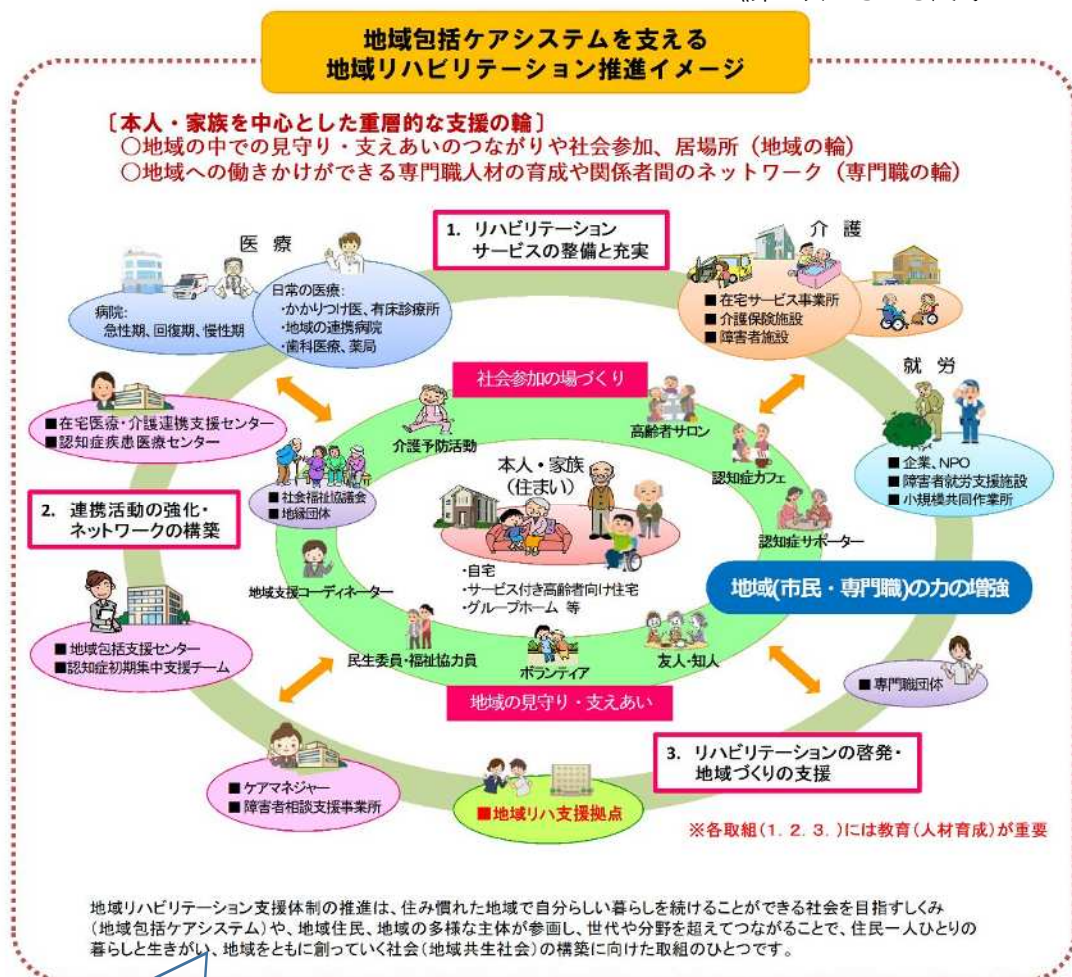 地域包括ケアシステムを支える
地域リハビリテーション推進イメージ
〔本人・家族を中心とした重層的な支援の輪〕
○地域の中での見守り・支えあいのつながりや社会参加、居場所（地域の輪）
○地域への働きかけができる専門職人材の育成や関係者間のネットワーク（専門職の輪）
1. リハビリテーション
サービスの整備と充実
医 療
病院:
急性期、回復期、慢性期
日常の医療:
・かかりつけ医、有床診療所
・地域の連携病院
・歯科医療、薬局
介 護
■在宅サービス事業所
■介護保険施設
■障害者施設
就 労
■企業、NPO
■障害者就労支援施設
■小規模共同作業所
■在宅医療・介護連携支援センター
■認知症疾患医療センター
社会参加の場づくり
介護予防活動
高齢者サロン
認知症カフェ
認知症サポーター
■社会福祉協議会
■地縁団体
本人・家族
(住まい)
・自宅
・サービス付き高齢者向け住宅
・グループホーム 等
2. 連携活動の強化・
ネットワークの構築
地域支援コーディネーター
民生委員・福祉協力員
ボランティア
友人・知人
地域の見守り・支えあい
地域(市民・専門職)の力の増強
■地域包括支援センター
■認知症初期集中支援チーム
■専門職団体
3. リハビリテーションの啓発・
地域づくりの支援
■ケアマネジャー
■障害者相談支援事業所
■地域リハ支援拠点
※各取組(1. 2. 3. )には教育(人材育成)が重要
地域リハビリテーション支援体制の推進は、住み慣れた地域で自分らしい暮らしを続けることができる社会を目指すしくみ
(地域包括ケアシステム)や、地域住民、地域の多様な主体が参画し、世代や分野を超えてつながることで、住民一人ひとりの
暮らしと生きがい、地域をともに創っていく社会(地域共生社会)の構築に向けた取組のひとつです。